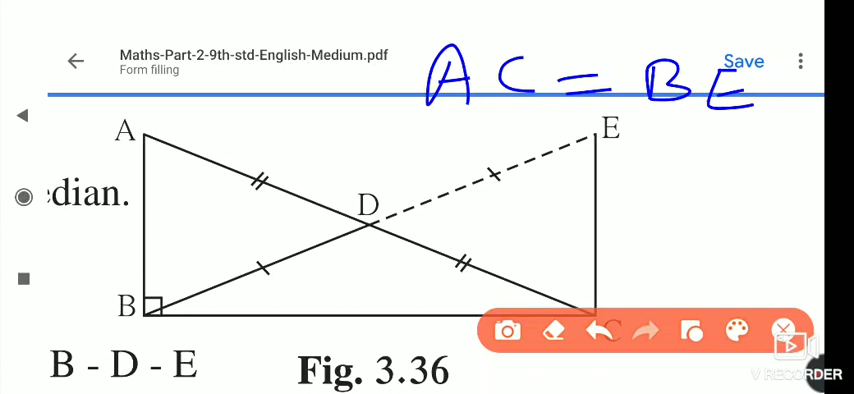 Maths-Part-2-9th-std-English-Medium.pdf
Form filling
Save
AC = BE
A
E
dian.
D
B
C
B - D - E
Fig. 3.36
V RECORDER